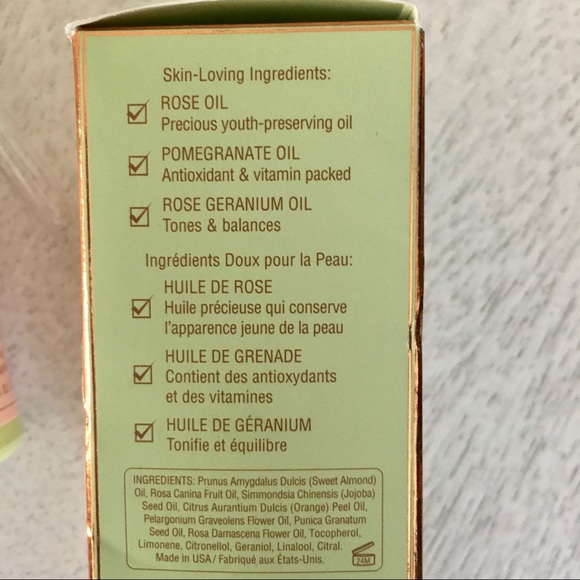 Skin-Loving Ingredients:
ROSE OIL
Precious youth-preserving oil
POMEGRANATE OIL
Antioxidant & vitamin packed
ROSE GERANIUM OIL
Tones & balances
Ingrédients Doux pour la Peau:
HUILE DE ROSE
Huile précieuse qui conserve
l'apparence jeune de la peau
HUILE DE GRENADE
Contient des antioxydants
et des vitamines
HUILE DE GÉRANIUM
Tonifie et équilibre
INGREDIENTS: Prunus Amygdalus Dulcis (Sweet Almond)
Oil, Rosa Canina Fruit Oil, Simmondsia Chinensis (Jojoba)
Seed Oil, Citrus Aurantium Dulcis (Orange) Peel Oil,
Pelargonium Graveolens Flower Oil, Punica Granatum
Seed Oil, Rosa Damascena Flower Oil, Tocopherol,
Limonene, Citronellol, Geraniol, Linalool, Citral.
Made in USA / Fabriqué aux États-Unis.
24M